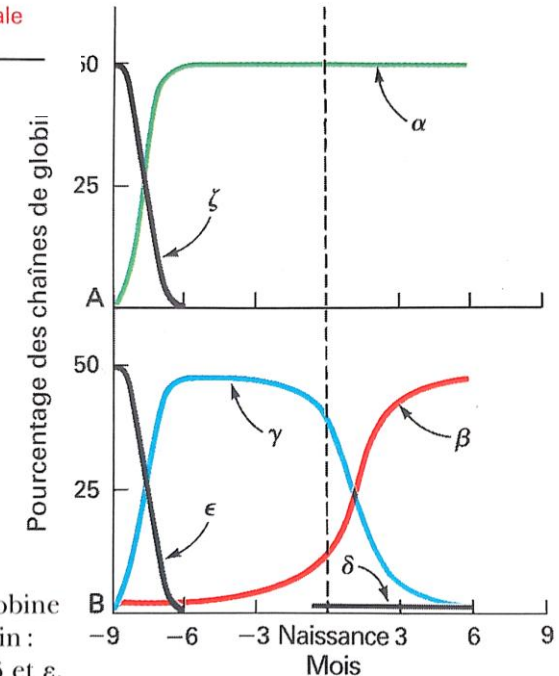 ale
50
25
α
ζ
A
Pourcentage des chaînes de globi
50
25
γ
β
ε
δ
B
-9 -6 -3 Naissance 3 6 9
Mois
obine
in :
δ et ε.